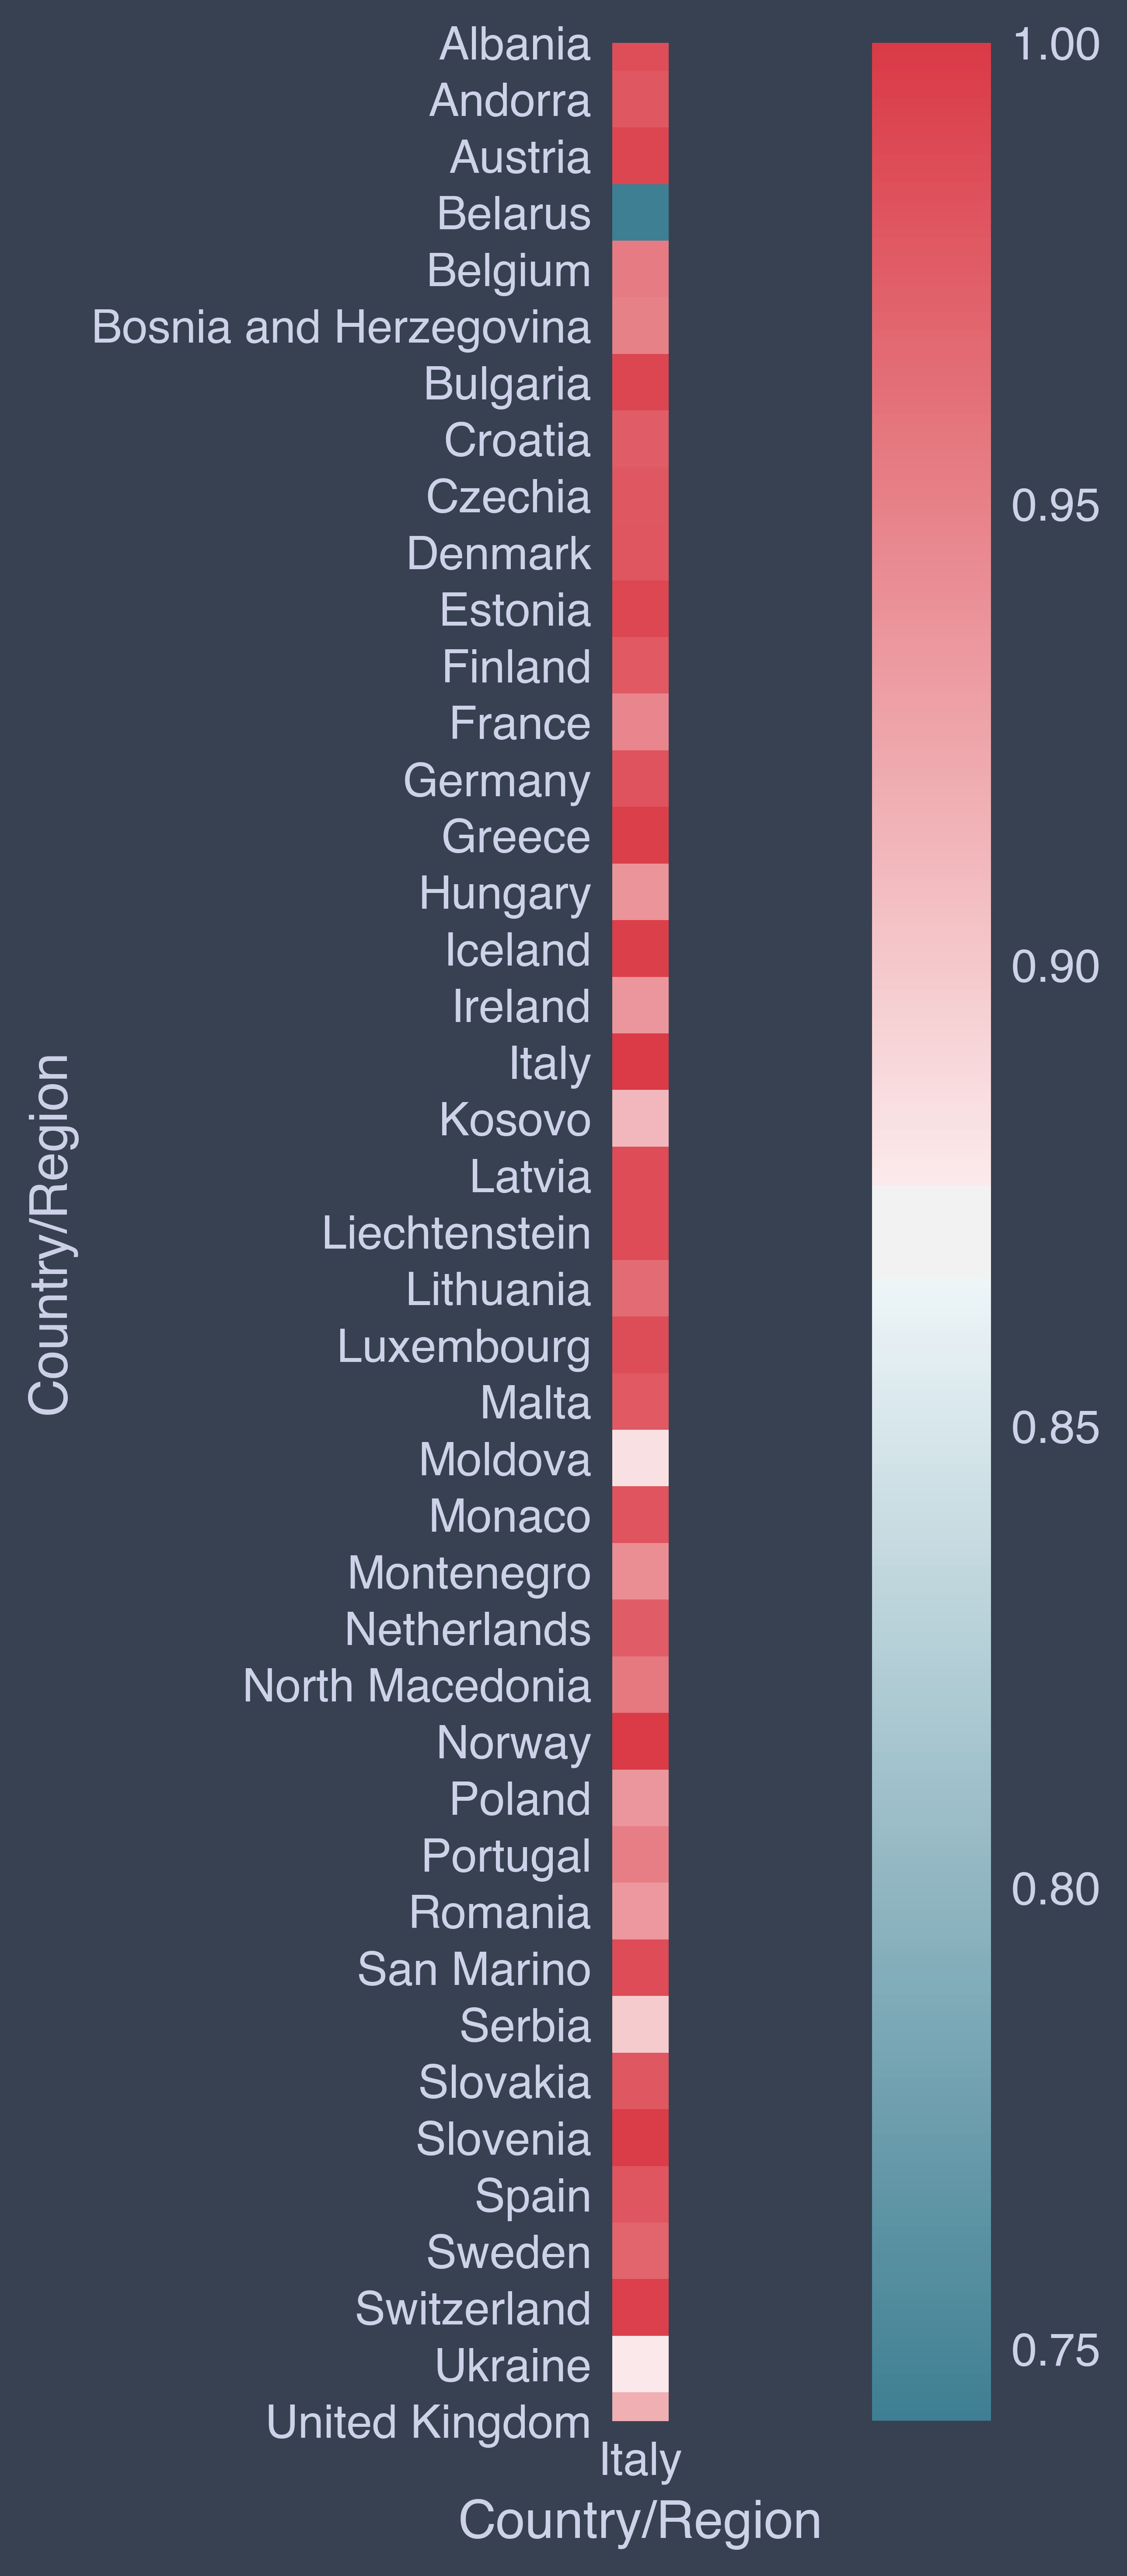 Albania
Andorra
Austria
Belarus
Belgium
Bosnia and Herzegovina
Bulgaria
Croatia
Czechia
Denmark
Estonia
Finland
France
Germany
Greece
Hungary
Iceland
Ireland
Italy
Kosovo
Latvia
Liechtenstein
Lithuania
Luxembourg
Malta
Moldova
Monaco
Montenegro
Netherlands
North Macedonia
Norway
Poland
Portugal
Romania
San Marino
Serbia
Slovakia
Slovenia
Spain
Sweden
Switzerland
Ukraine
United Kingdom
Country/Region
Italy
Country/Region
1.00
0.95
0.90
0.85
0.80
0.75